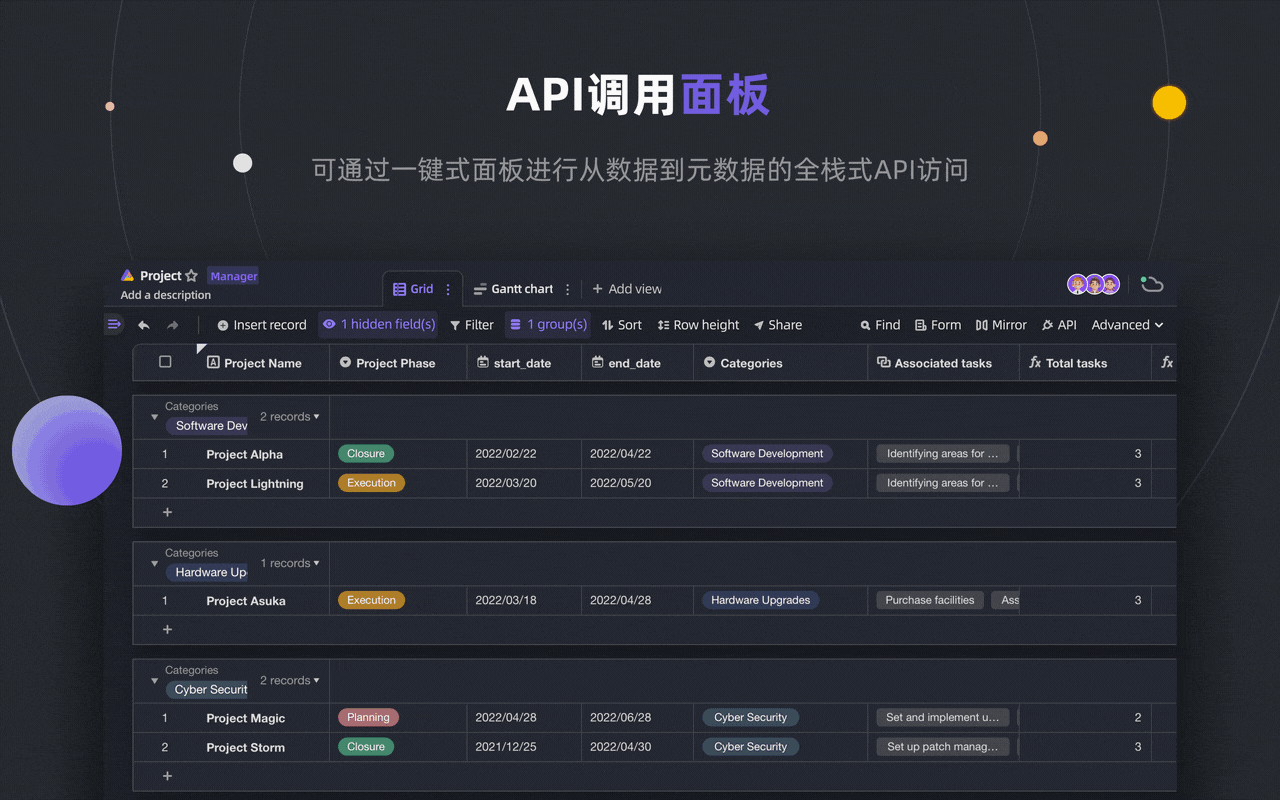 API调用面板
可通过一键式面板进行从数据到元数据的全栈式API访问
Project Manager
Add a description
Grid Gantt chart Add view
Insert record 1 hidden field(s) Filter 1 group(s) Sort Row height Share Find Form Mirror API Advanced
Project Name Project Phase start_date end_date Categories Associated tasks fx Total tasks fx
Categories
Software Dev 2 records
1 Project Alpha Closure 2022/02/22 2022/04/22 Software Development Identifying areas for … 3
2 Project Lightning Execution 2022/03/20 2022/05/20 Software Development Identifying areas for … 3
+
Categories
Hardware Up 1 records
1 Project Asuka Execution 2022/03/18 2022/04/28 Hardware Upgrades Purchase facilities Ass 3
+
Categories
Cyber Securit 2 records
1 Project Magic Planning 2022/04/28 2022/06/28 Cyber Security Set and implement u… 2
2 Project Storm Closure 2021/12/25 2022/04/30 Cyber Security Set up patch manag… 3
+